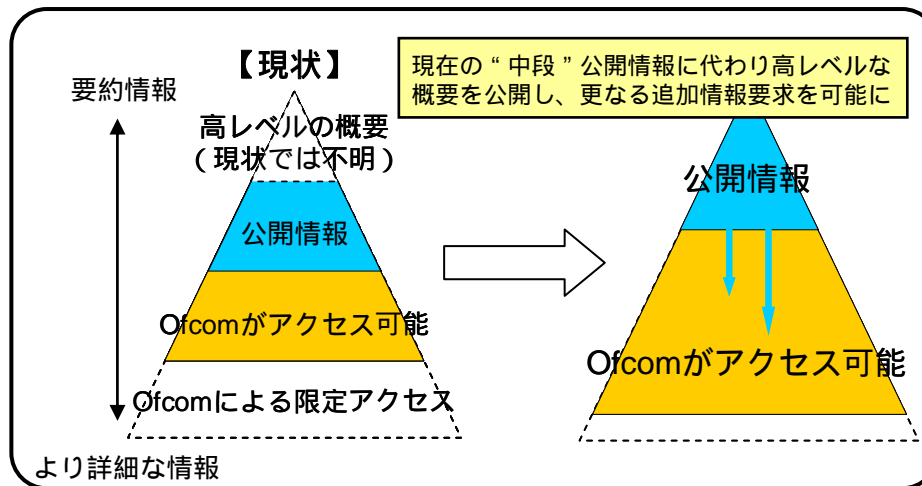 【現状】
要約情報
高レベルの概要
(現状では不明)
公開情報
Ofcomがアクセス可能
Ofcomによる限定アクセス
より詳細な情報
現在の“中段”公開情報に代わり高レベルな
概要を公開し、更なる追加情報要求を可能に
公開情報
Ofcomがアクセス可能